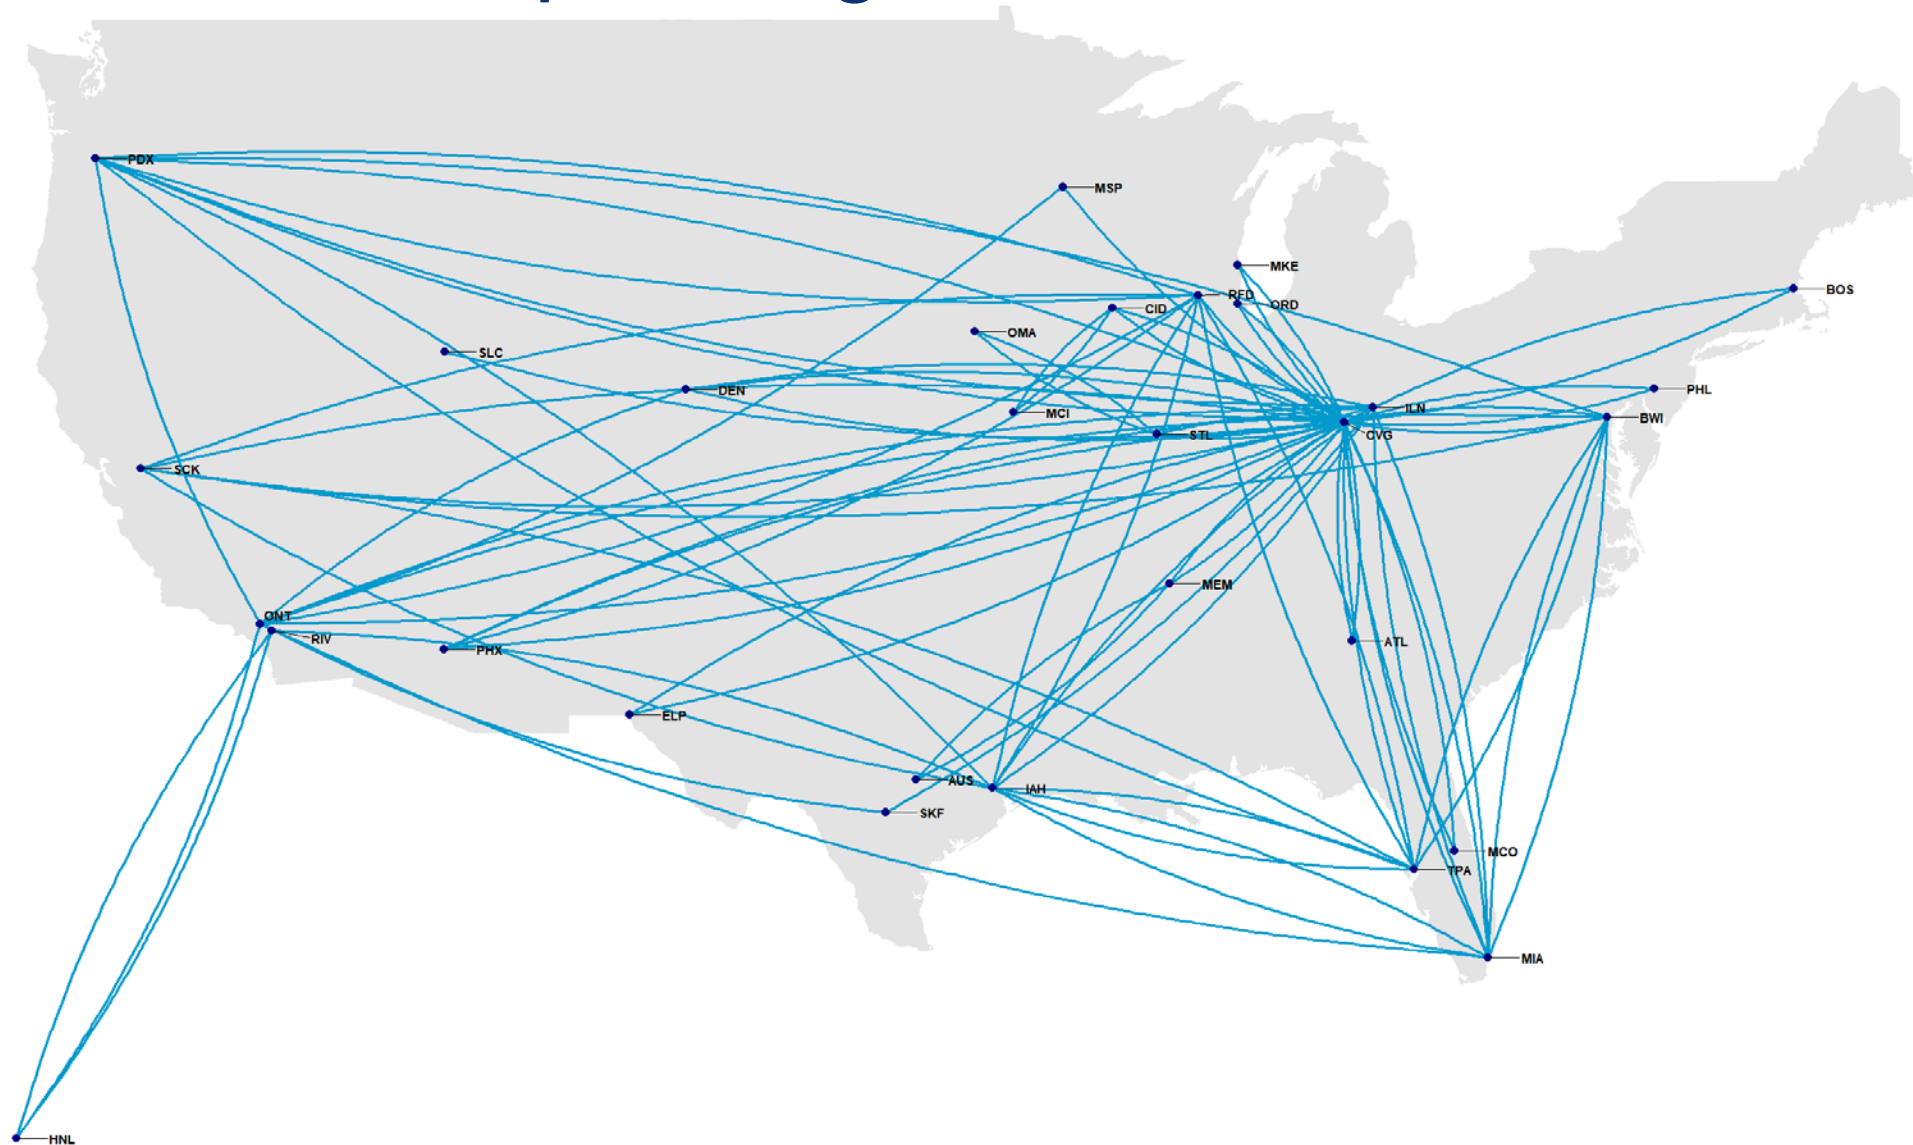 PDX
MSP
MKE
BOS
RFD
ORD
CID
OMA
SLC
DEN
PHL
MCI
ILN
BWI
STL
CVG
SCK
MEM
ONT
RIV
ATL
PHX
ELP
AUS
IAH
SKF
MCO
TPA
MIA
HNL